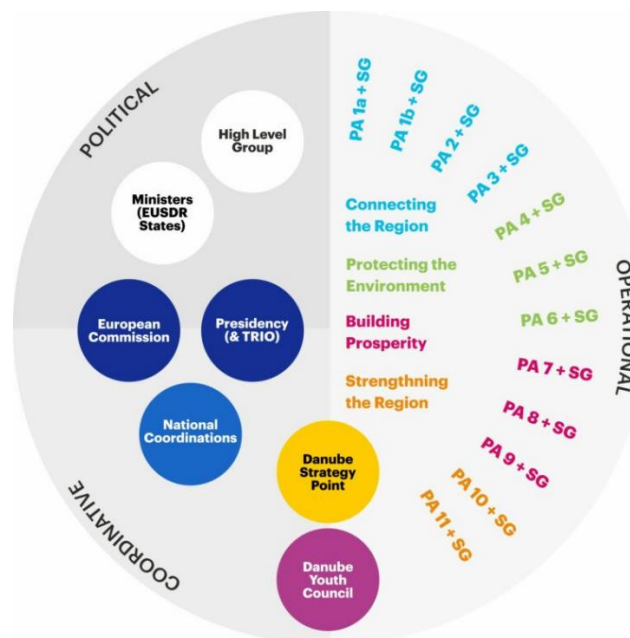 POLITICAL
High Level
Group
Ministers
(EUSDR
States)
European
Commission
Presidency
(& TRIO)
National
Coordinations
COORDINATIVE
Danube
Strategy
Point
Danube
Youth
Council
Connecting
the Region
Protecting the
Environment
Building
Prosperity
Strengthning
the Region
PA 1a + SG
PA 1b + SG
PA 2 + SG
PA 3 + SG
PA 4 + SG
PA 5 + SG
PA 6 + SG
PA 7 + SG
PA 8 + SG
PA 9 + SG
PA 10 + SG
PA 11 + SG
OPERATIONAL